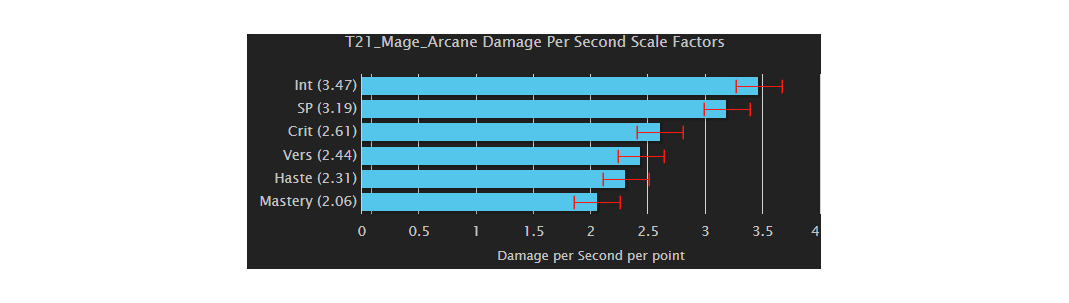 T21_Mage_Arcane Damage Per Second Scale Factors
Int (3.47)
SP (3.19)
Crit (2.61)
Vers (2.44)
Haste (2.31)
Mastery (2.06)
0 0.5 1 1.5 2 2.5 3 3.5 4
Damage per Second per point